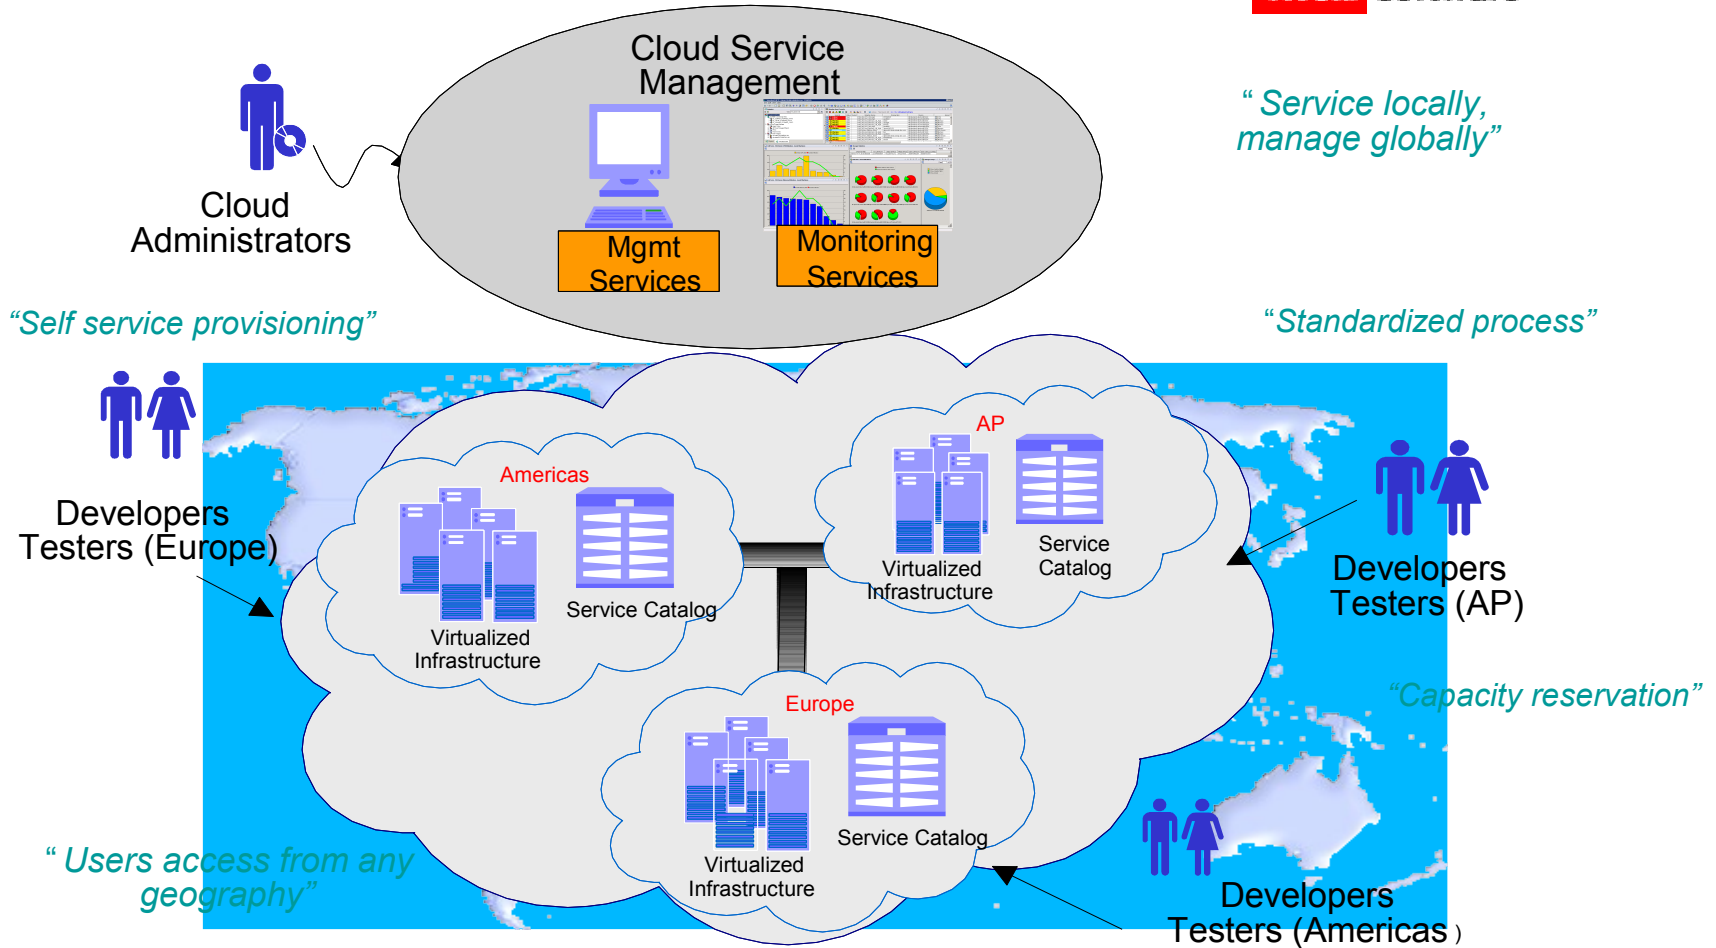 Cloud Service
Management
“ Service locally,
manage globally”
Cloud
Administrators
Mgmt
Services
Monitoring
Services
“Self service provisioning”
“Standardized process”
Developers
Testers (Europe)
Americas
Virtualized
Infrastructure
Service Catalog
AP
Virtualized
Infrastructure
Service
Catalog
Developers
Testers (AP)
Europe
Virtualized
Infrastructure
Service Catalog
“Capacity reservation”
“ Users access from any
geography”
Developers
Testers (Americas )